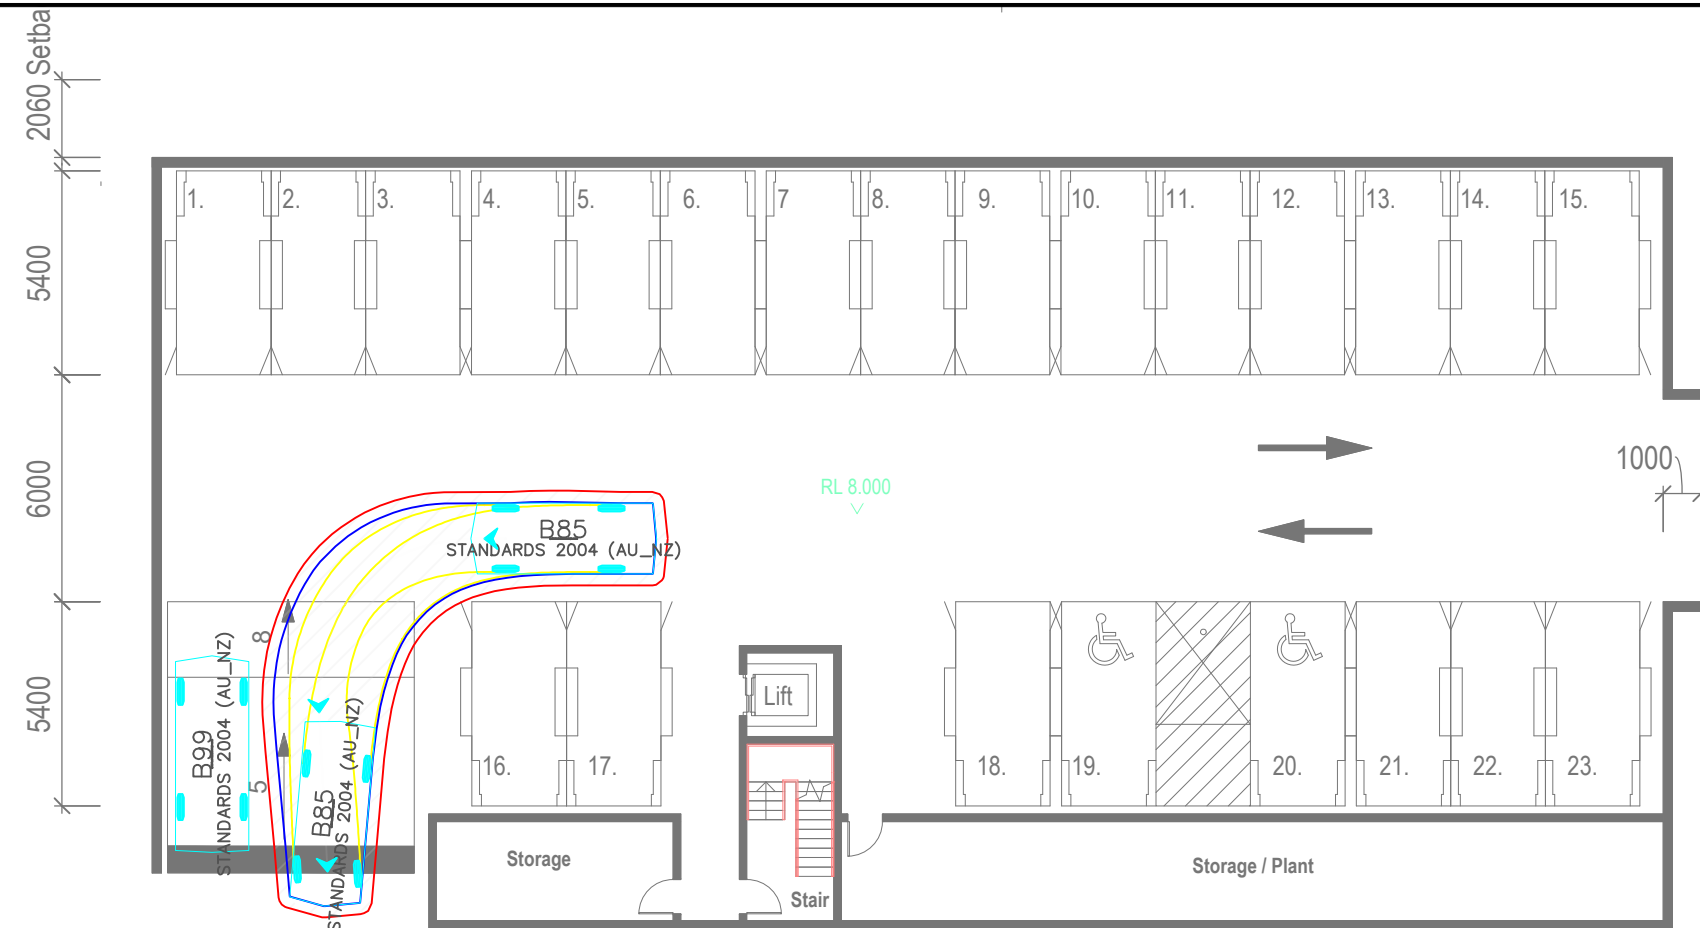 2060 Setba
1. 2. 3. 4. 5. 6. 7 8. 9. 10. 11. 12. 13. 14. 15.
5400
6000
1000
RL 8.000
B85
STANDARDS 2004 (AU_NZ)
8
5
B99
STANDARDS 2004 (AU_NZ)
B85
STANDARDS 2004 (AU_NZ)
5400
Lift
16. 17. 18. 19. 20. 21. 22. 23.
Storage
Stair
Storage / Plant